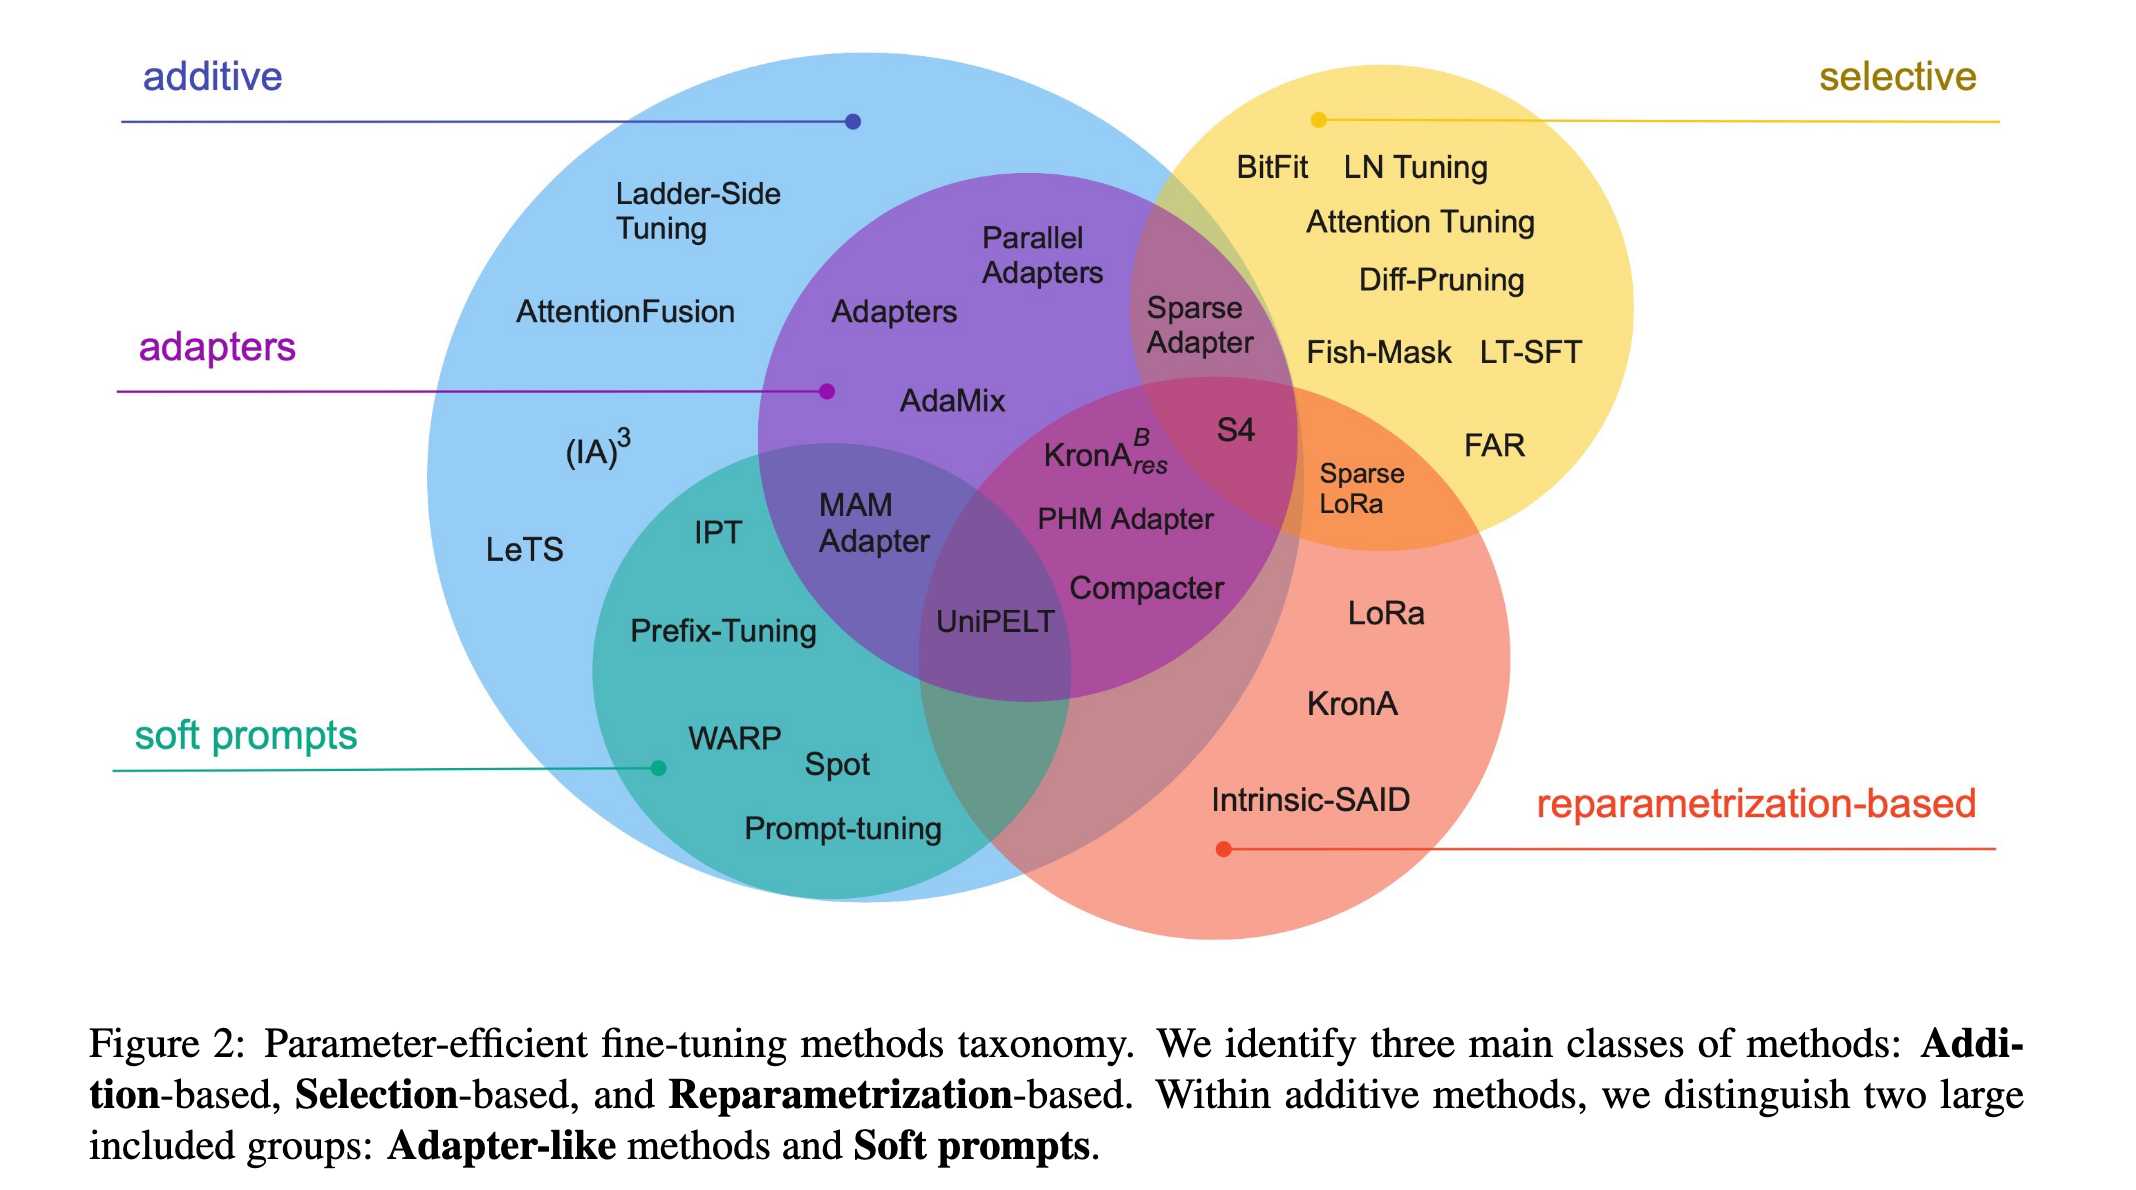 additive
selective
BitFit LN Tuning
Ladder-Side
Tuning
Attention Tuning
Parallel
Adapters
Diff-Pruning
AttentionFusion
Adapters
Sparse
Adapter
adapters
Fish-Mask LT-SFT
AdaMix
(IA)³
KronA^B_res
S4
FAR
Sparse
LoRa
MAM
Adapter
IPT
PHM Adapter
LeTS
Compacter
UniPELT
LoRa
Prefix-Tuning
KronA
soft prompts
WARP
Spot
Intrinsic-SAID
reparametrization-based
Prompt-tuning
Figure 2: Parameter-efficient fine-tuning methods taxonomy. We identify three main classes of methods: Addi-
tion-based, Selection-based, and Reparametrization-based. Within additive methods, we distinguish two large
included groups: Adapter-like methods and Soft prompts.